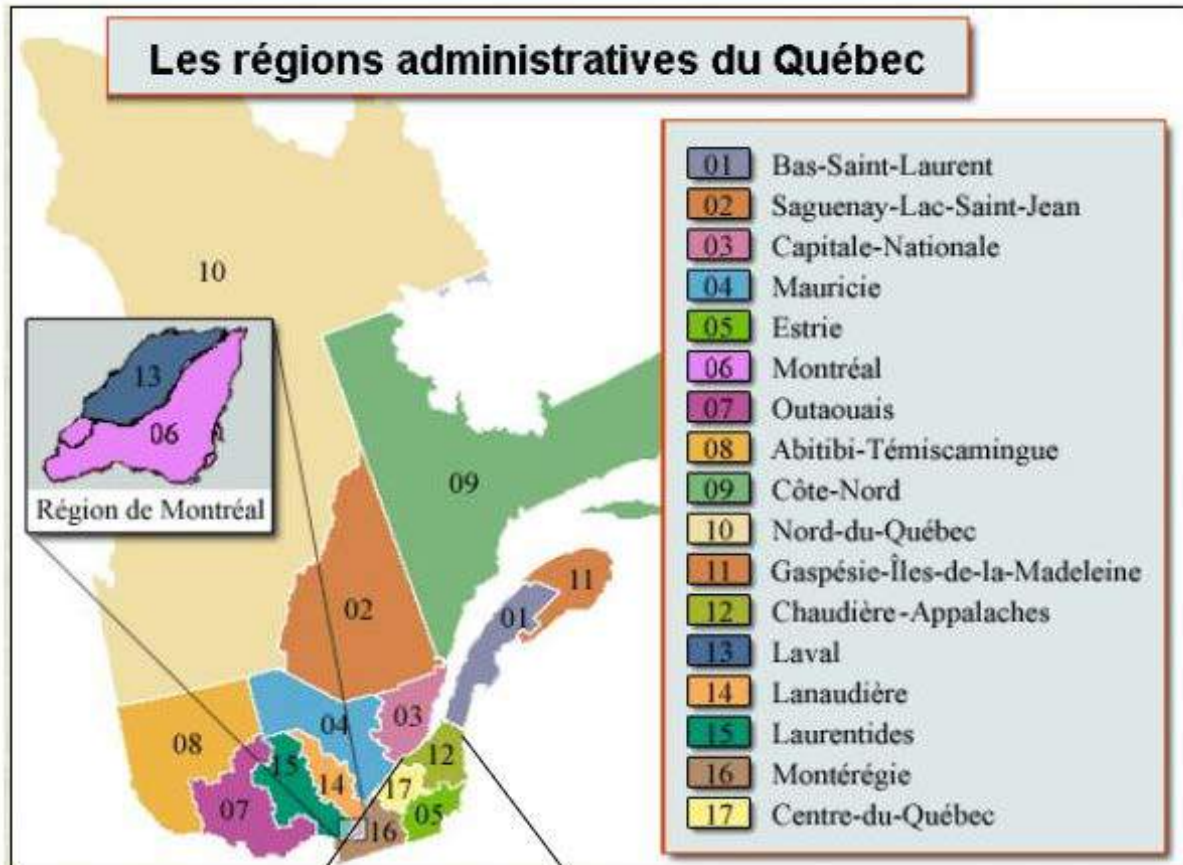 Les régions administratives du Québec
01 Bas-Saint-Laurent
02 Saguenay-Lac-Saint-Jean
03 Capitale-Nationale
04 Mauricie
05 Estrie
06 Montréal
07 Outaouais
08 Abitibi-Témiscamingue
09 Côte-Nord
10 Nord-du-Québec
11 Gaspésie-Îles-de-la-Madeleine
12 Chaudière-Appalaches
13 Laval
14 Lanaudière
15 Laurentides
16 Montérégie
17 Centre-du-Québec
10
13
06
Région de Montréal
09
11
02
01
04
03
08
12
15
14
17
07
16
05